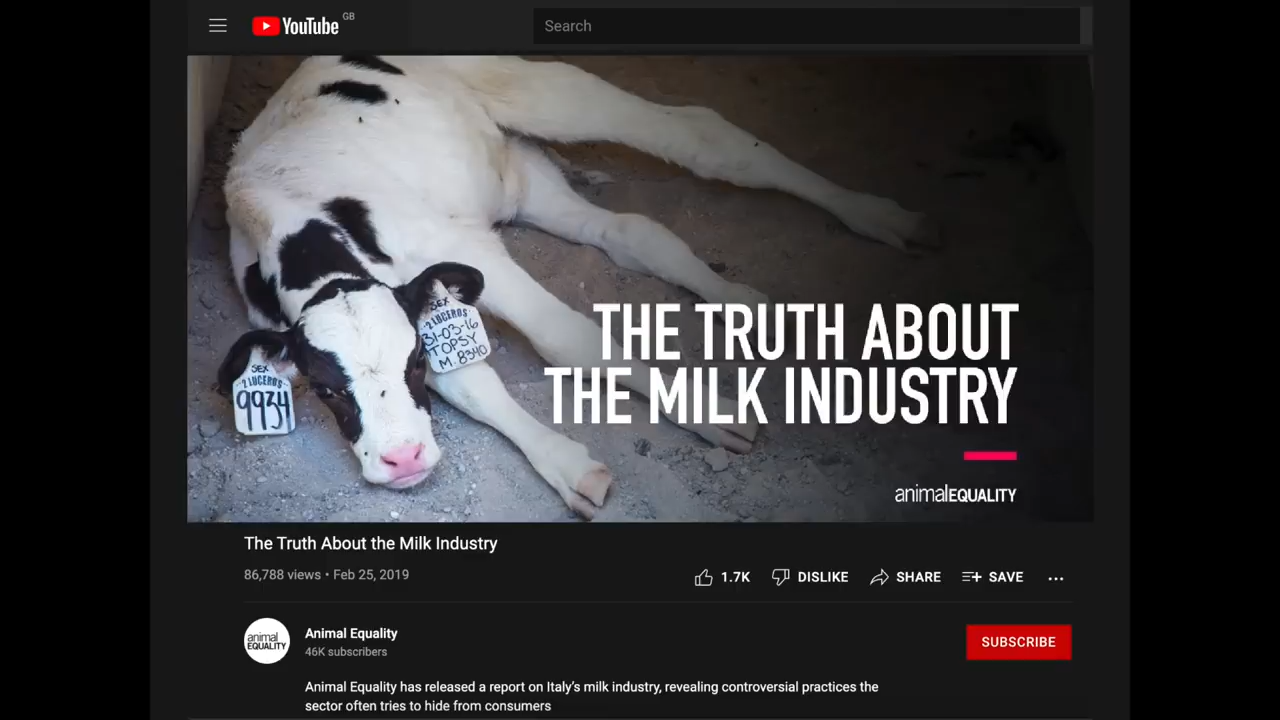 YouTube GB
Search
SEX
2 LUCEROS
31-03-16
TOPSY
M. 8340
SEX
2 LUCEROS
9934
THE TRUTH ABOUT
THE MILK INDUSTRY
animalEQUALITY
The Truth About the Milk Industry
86,788 views • Feb 25, 2019
1.7K DISLIKE SHARE SAVE
animal
EQUALITY
Animal Equality
46K subscribers
SUBSCRIBE
Animal Equality has released a report on Italy's milk industry, revealing controversial practices the
sector often tries to hide from consumers